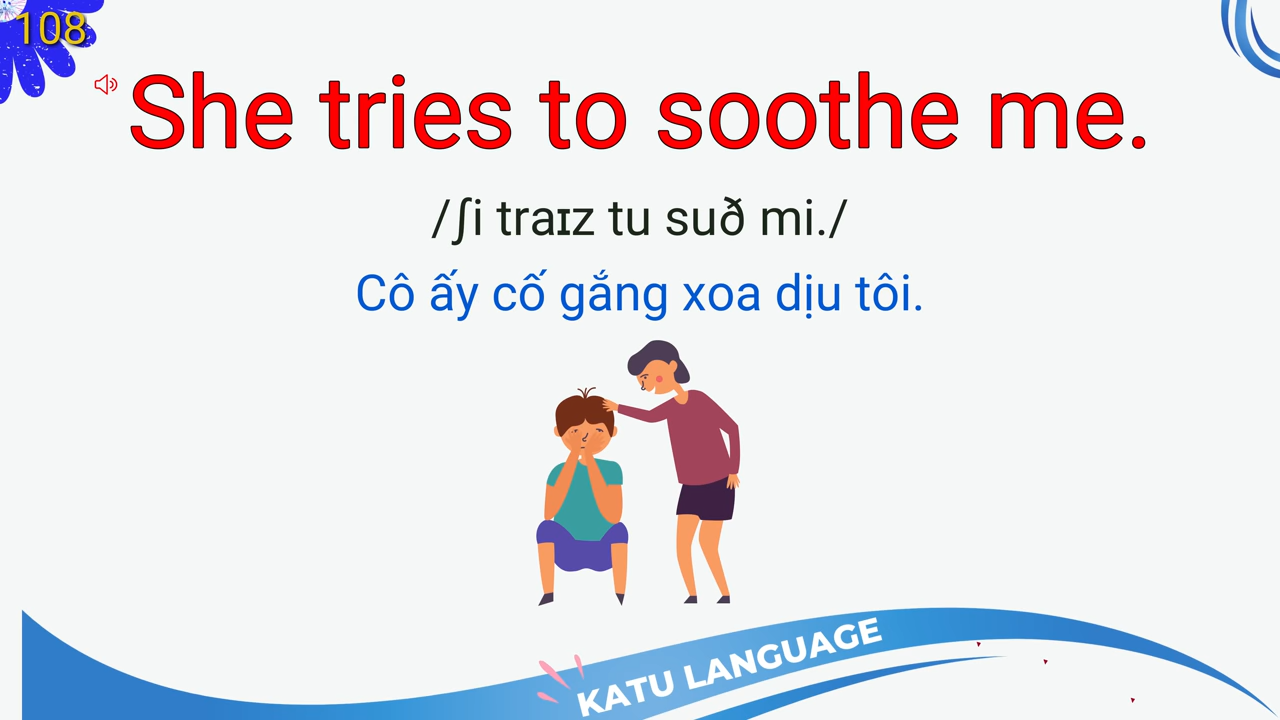 108
She tries to soothe me.
/ʃi traɪz tu suð mi./
Cô ấy cố gắng xoa dịu tôi.
KATU LANGUAGE